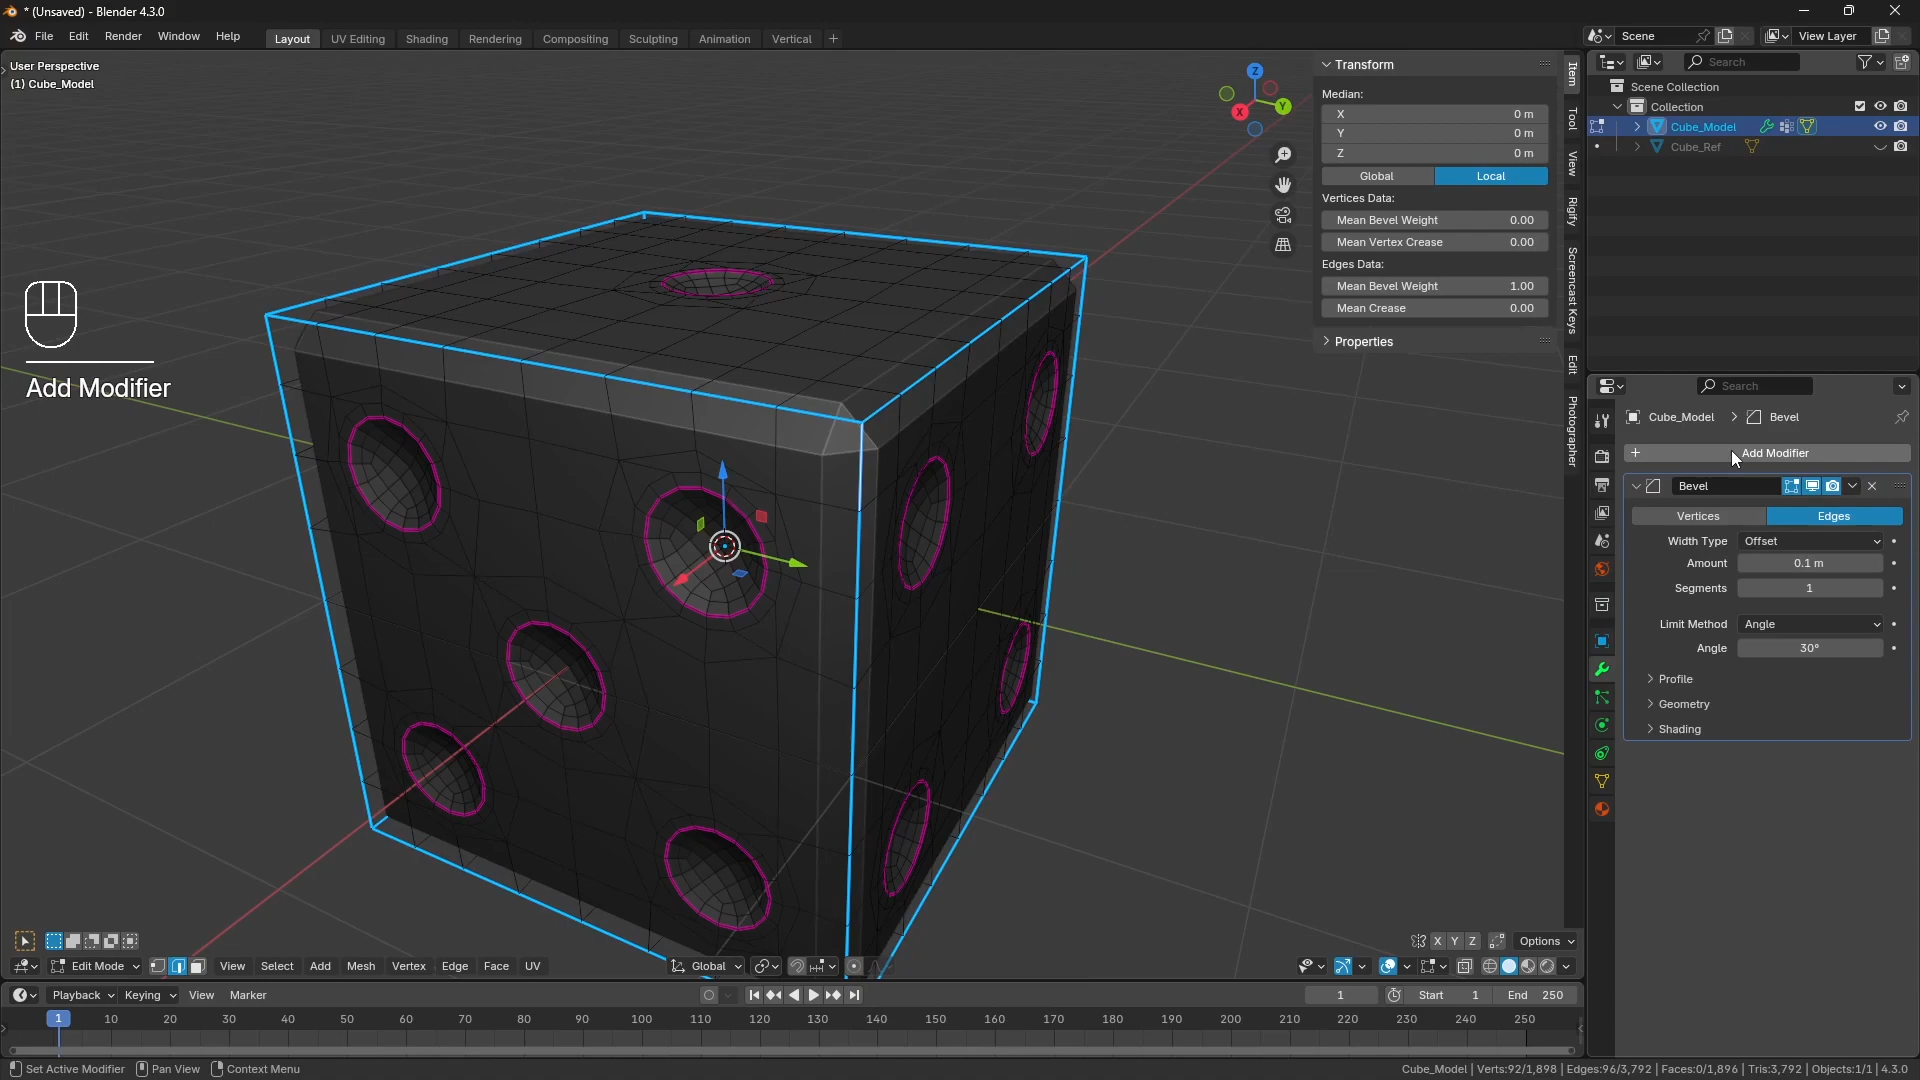 * (Unsaved) - Blender 4.3.0
File Edit Render Window Help Layout UV Editing Shading Rendering Compositing Sculpting Animation Vertical + Scene View Layer
User Perspective
(1) Cube_Model
Add Modifier
Z
X
Y
Transform
Median:
X 0 m
Y 0 m
Z 0 m
Global Local
Vertices Data:
Mean Bevel Weight 0.00
Mean Vertex Crease 0.00
Edges Data:
Mean Bevel Weight 1.00
Mean Crease 0.00
Properties
Item
Tool
View
Rigify
Screencast Keys
Edit
Photographer
Search
Scene Collection
Collection
Cube_Model
Cube_Ref
Search
Cube_Model > Bevel
+ Add Modifier
Bevel
Vertices Edges
Width Type Offset
Amount 0.1 m
Segments 1
Limit Method Angle
Angle 30°
Profile
Geometry
Shading
X Y Z Options
Edit Mode View Select Add Mesh Vertex Edge Face UV Global
Playback Keying View Marker 1 Start 1 End 250
1 10 20 30 40 50 60 70 80 90 100 110 120 130 140 150 160 170 180 190 200 210 220 230 240 250
Set Active Modifier Pan View Context Menu Cube_Model | Verts:92/1,898 | Edges:96/3,792 | Faces:0/1,896 | Tris:3,792 | Objects:1/1 | 4.3.0